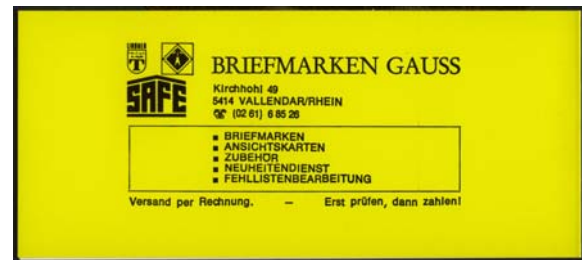 LINDNER
BRIEFMARKEN GAUSS
SAFE
Kirchhohl 49
5414 VALLENDAR/RHEIN
☎ (02 61) 6 85 26
■ BRIEFMARKEN
■ ANSICHTSKARTEN
■ ZUBEHÖR
■ NEUHEITENDIENST
■ FEHLLISTENBEARBEITUNG
Versand per Rechnung. – Erst prüfen, dann zahlen!